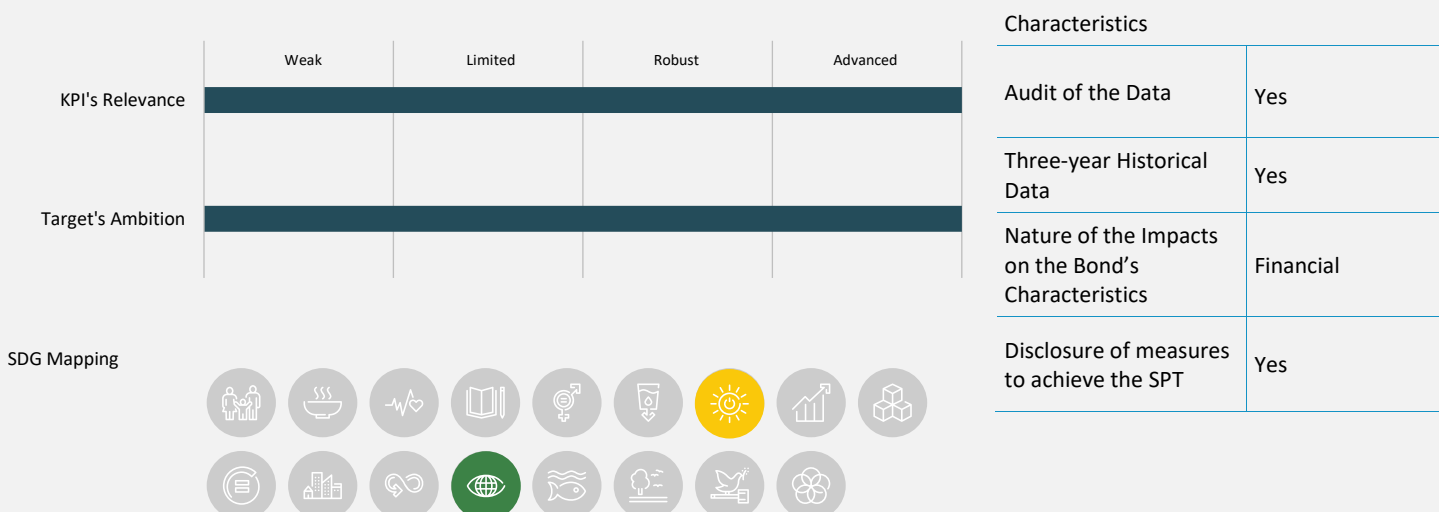 Characteristics
Weak
Limited
Robust
Advanced
KPI's Relevance
Target's Ambition
Audit of the Data
Yes
Three-year Historical
Data
Yes
Nature of the Impacts
on the Bond’s
Characteristics
Financial
Disclosure of measures
to achieve the SPT
Yes
SDG Mapping